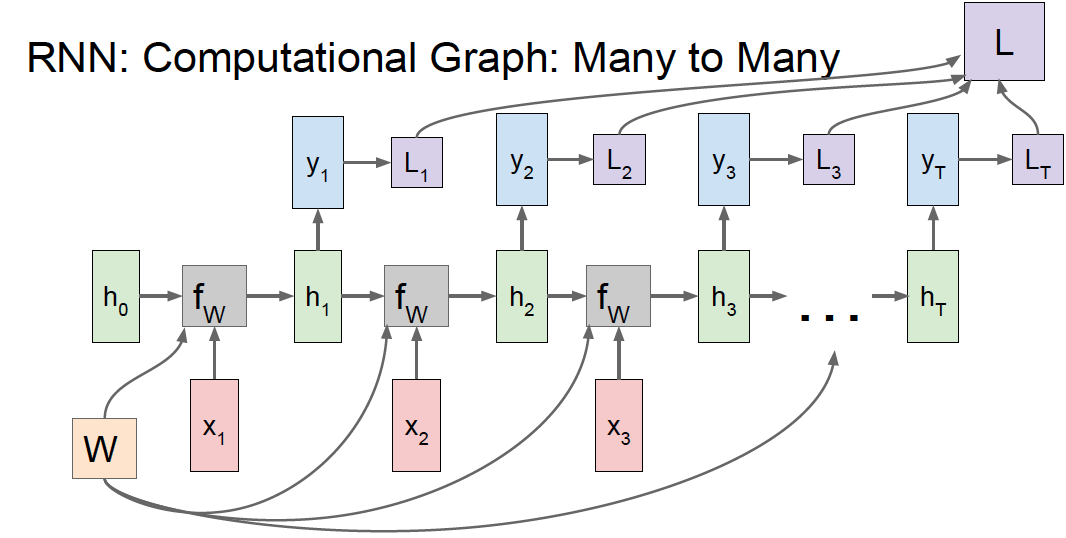 RNN: Computational Graph: Many to Many
L
y1
L1
y2
L2
y3
L3
yT
LT
h0
fW
h1
fW
h2
fW
h3
...
hT
x1
x2
x3
W